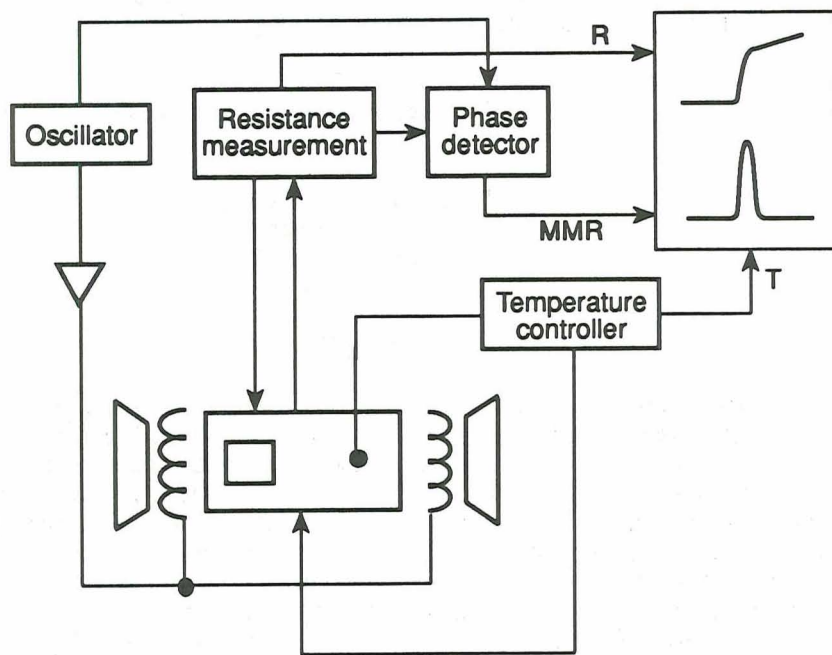 R
Oscillator
Resistance
measurement
Phase
detector
MMR
T
Temperature
controller